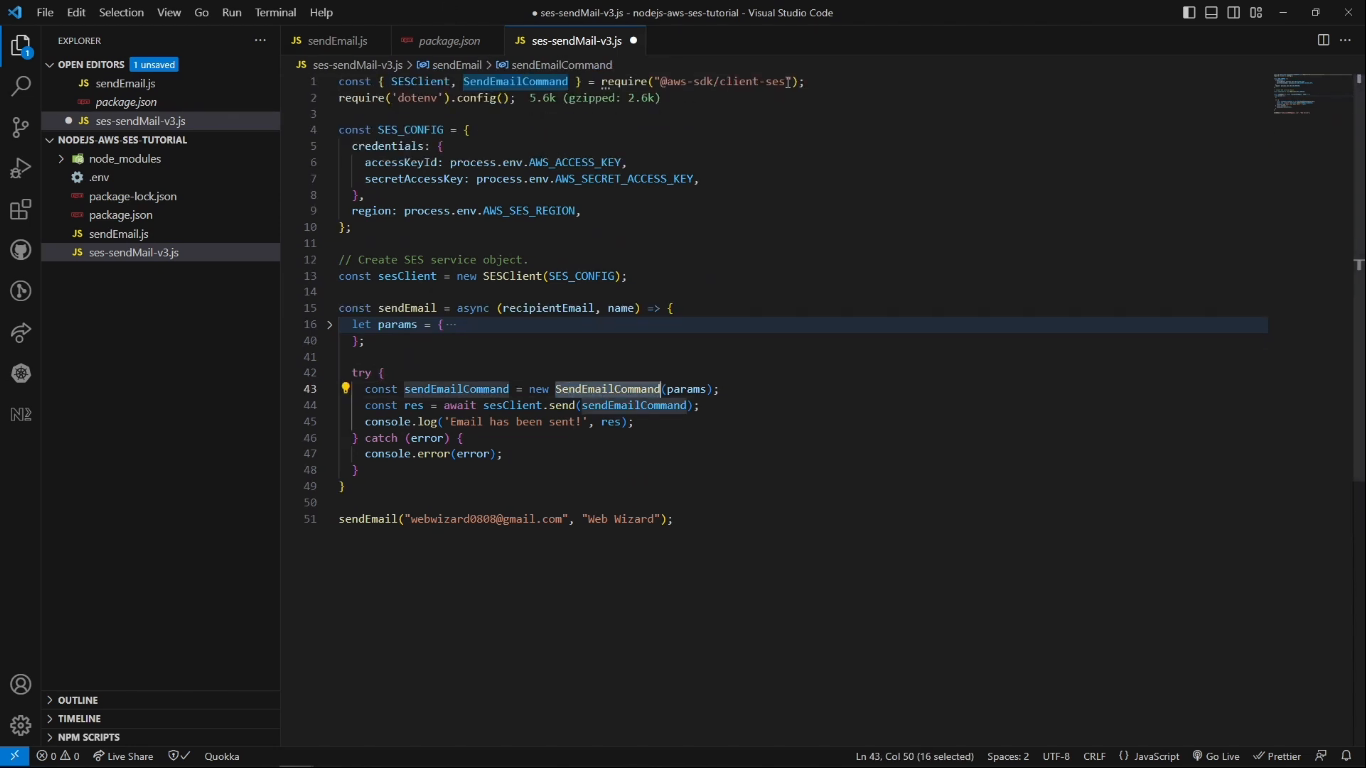 File Edit Selection View Go Run Terminal Help
● ses-sendMail-v3.js - nodejs-aws-ses-tutorial - Visual Studio Code
EXPLORER
OPEN EDITORS 1 unsaved
JS sendEmail.js
package.json
● JS ses-sendMail-v3.js
NODEJS-AWS-SES-TUTORIAL
node_modules
.env
package-lock.json
package.json
JS sendEmail.js
JS ses-sendMail-v3.js
OUTLINE
TIMELINE
NPM SCRIPTS
1
N2
JS sendEmail.js
package.json
JS ses-sendMail-v3.js ●
JS ses-sendMail-v3.js > sendEmail > sendEmailCommand
1 const { SESClient, SendEmailCommand } = require("@aws-sdk/client-ses");
2 require('dotenv').config(); 5.6k (gzipped: 2.6k)
3
4 const SES_CONFIG = {
5 credentials: {
6 accessKeyId: process.env.AWS_ACCESS_KEY,
7 secretAccessKey: process.env.AWS_SECRET_ACCESS_KEY,
8 },
9 region: process.env.AWS_SES_REGION,
10 };
11
12 // Create SES service object.
13 const sesClient = new SESClient(SES_CONFIG);
14
15 const sendEmail = async (recipientEmail, name) => {
16 let params = {···
40 };
41
42 try {
43 const sendEmailCommand = new SendEmailCommand(params);
44 const res = await sesClient.send(sendEmailCommand);
45 console.log('Email has been sent!', res);
46 } catch (error) {
47 console.error(error);
48 }
49 }
50
51 sendEmail("webwizard0808@gmail.com", "Web Wizard");
0 0 Live Share Quokka
Ln 43, Col 50 (16 selected) Spaces: 2 UTF-8 CRLF {} JavaScript Go Live Prettier